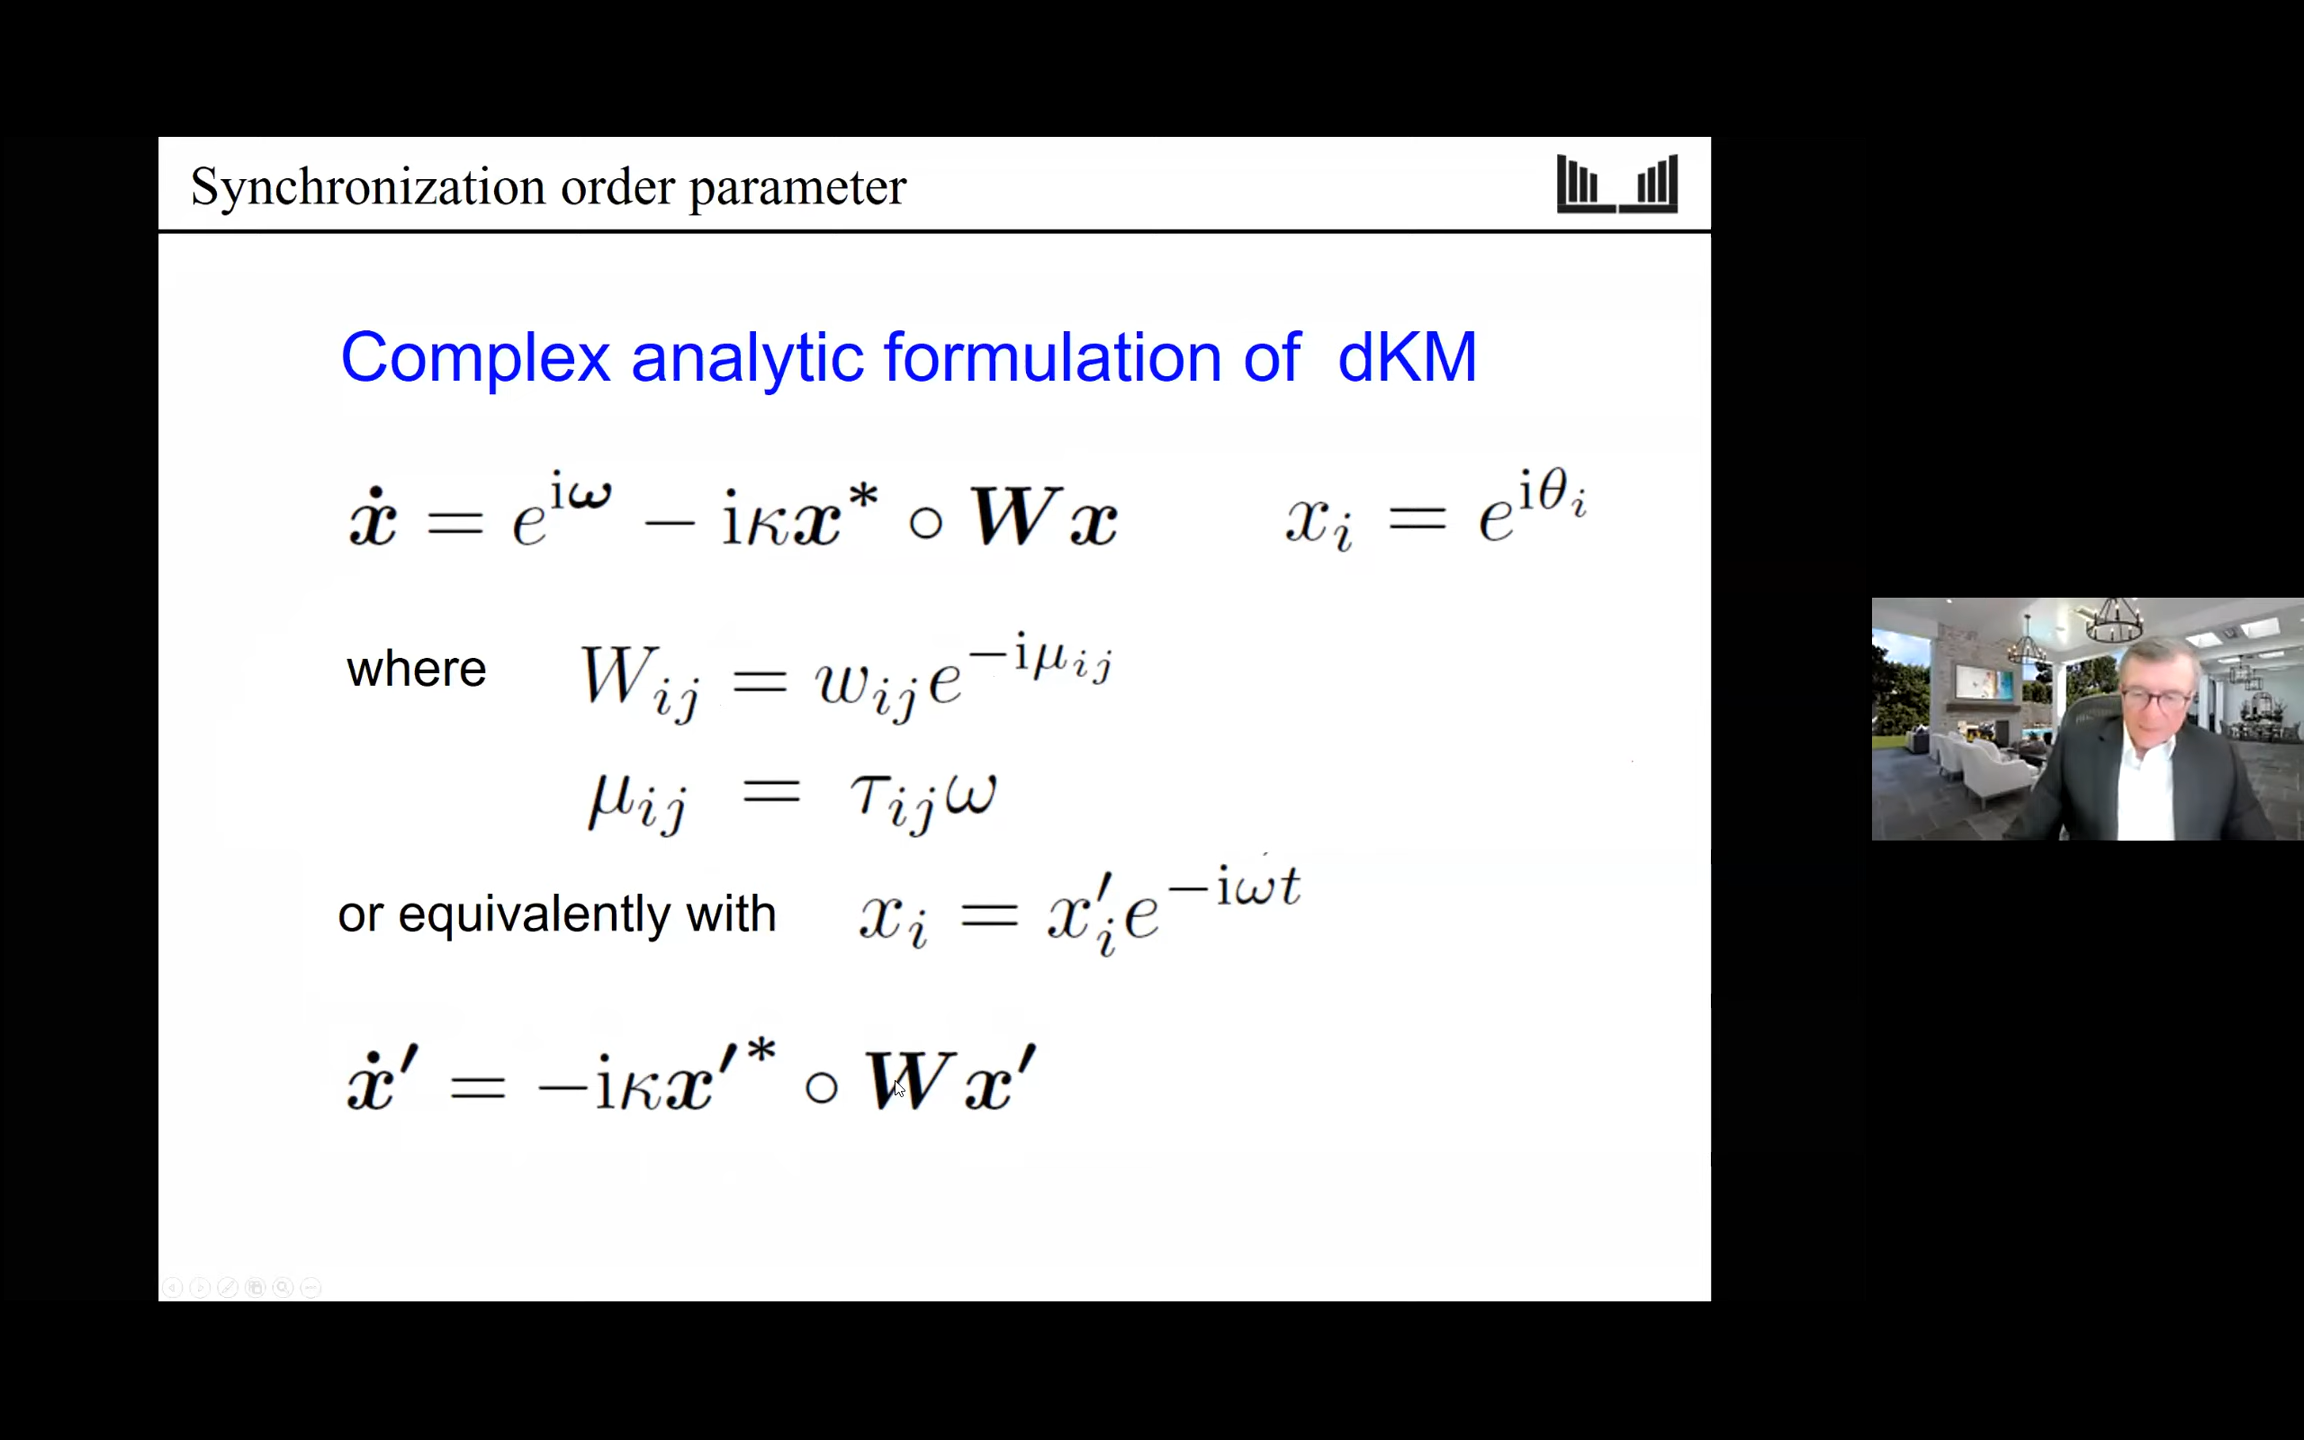 Synchronization order parameter
Complex analytic formulation of dKM
ẋ = e^{iω} − iκx* ∘ Wx    x_i = e^{iθ_i}
where W_{ij} = w_{ij}e^{−iμ_{ij}}
μ_{ij} = τ_{ij}ω
or equivalently with x_i = x′_i e^{−iωt}
ẋ′ = −iκx′* ∘ Wx′